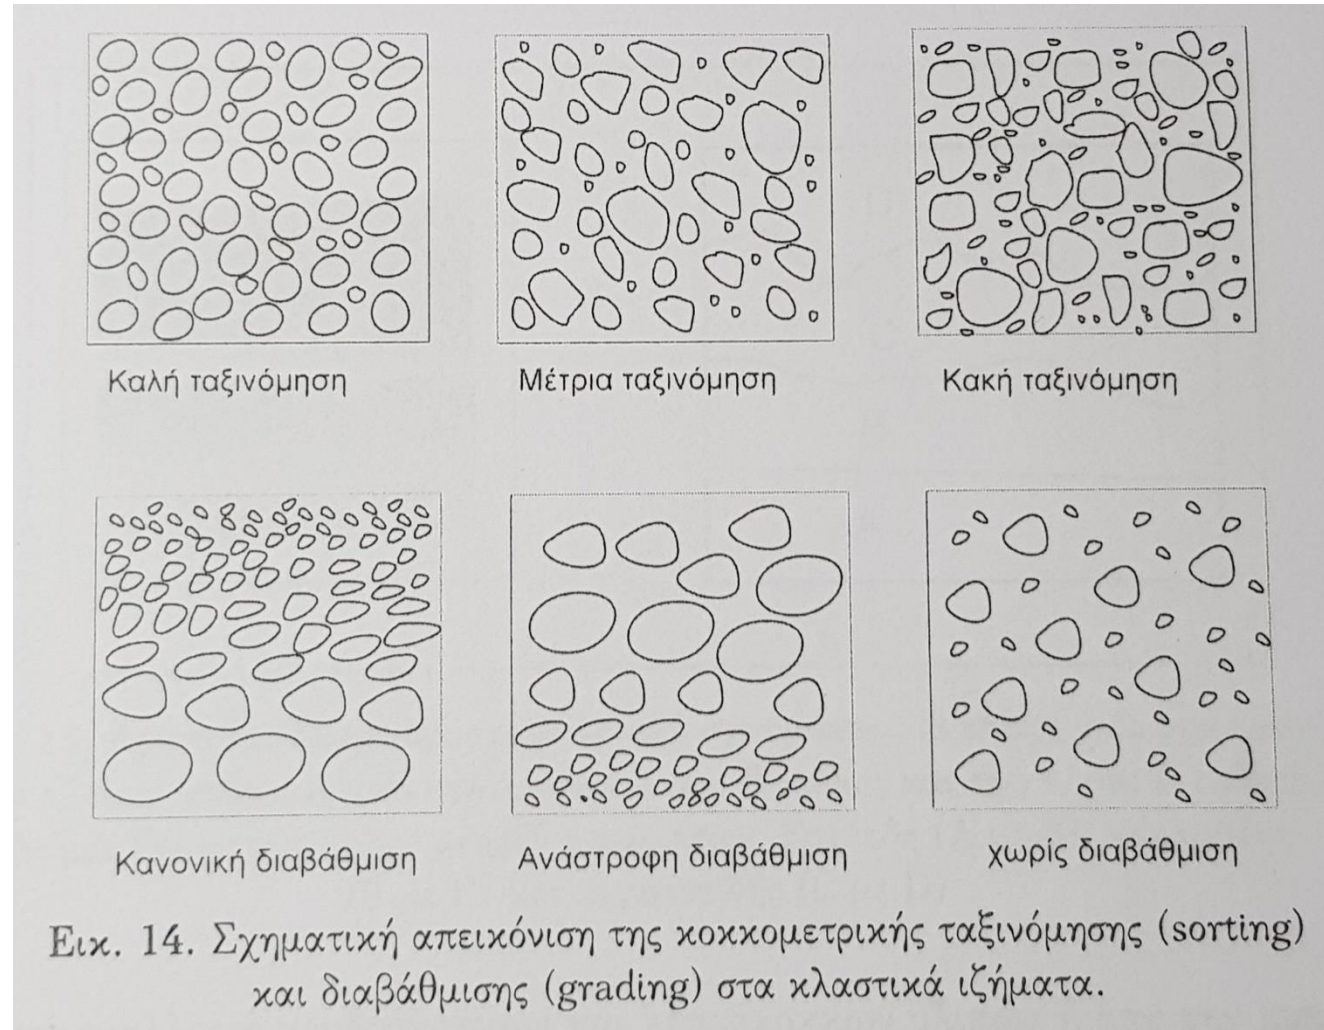 Καλή ταξινόμηση
Μέτρια ταξινόμηση
Κακή ταξινόμηση
Κανονική διαβάθμιση
Ανάστροφη διαβάθμιση
χωρίς διαβάθμιση
Εικ. 14. Σχηματική απεικόνιση της κοκκομετρικής ταξινόμησης (sorting)
και διαβάθμισης (grading) στα κλαστικά ιζήματα.